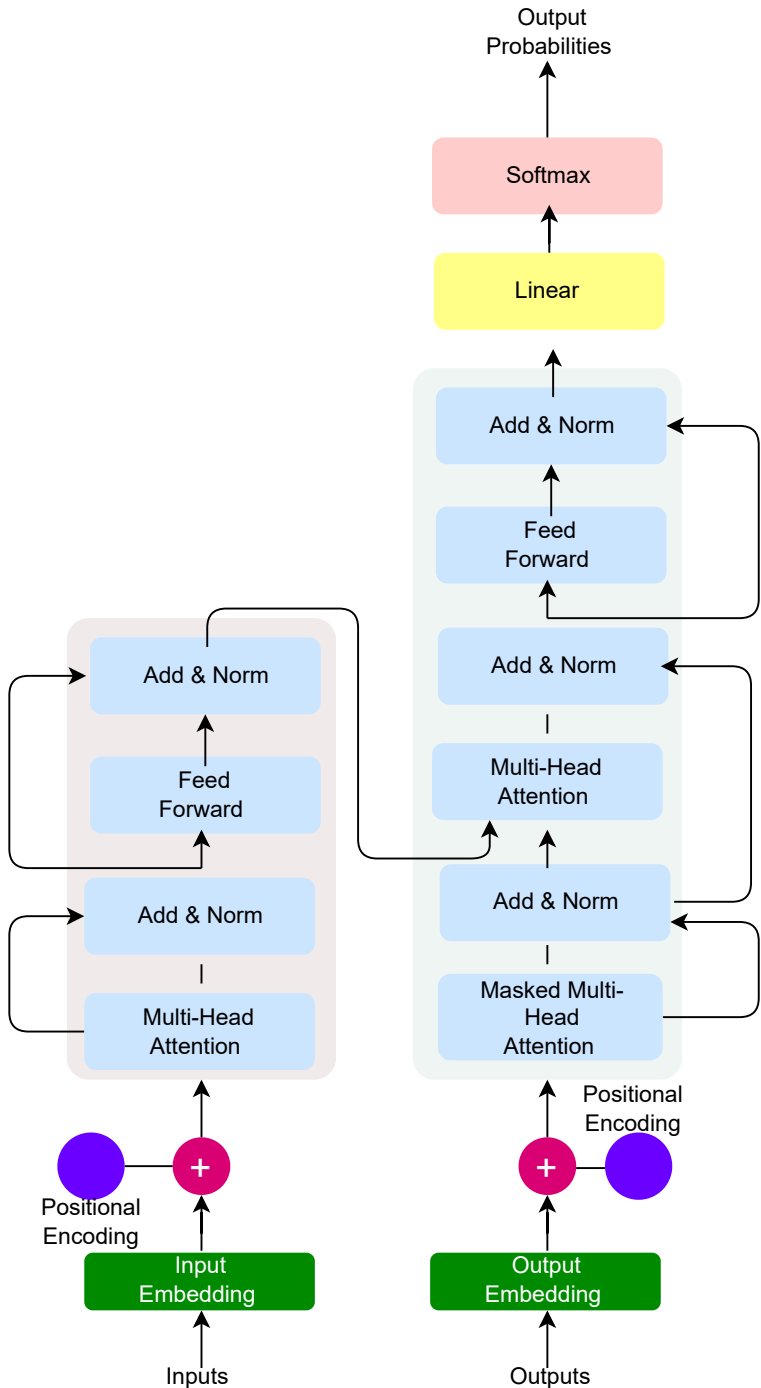 Output
Probabilities
Softmax
Linear
Add & Norm
Feed
Forward
Add & Norm
Multi-Head
Attention
Add & Norm
Masked Multi-
Head
Attention
Positional
Encoding
+
Output
Embedding
Outputs
Add & Norm
Feed
Forward
Add & Norm
Multi-Head
Attention
+
Positional
Encoding
Input
Embedding
Inputs